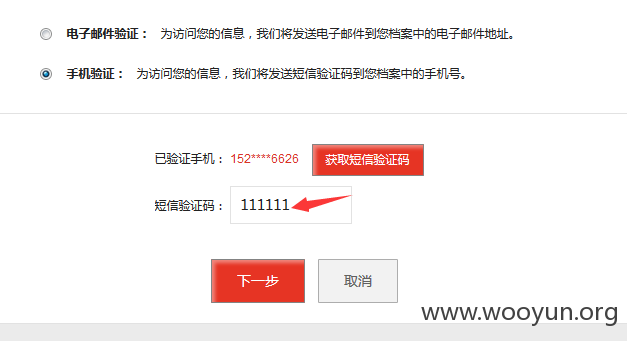 电子邮件验证： 为访问您的信息，我们将发送电子邮件到您档案中的电子邮件地址。
手机验证： 为访问您的信息，我们将发送短信验证码到您档案中的手机号。
已验证手机： 152****6626 获取短信验证码
短信验证码： 111111
下一步 取消
www.wooyun.org